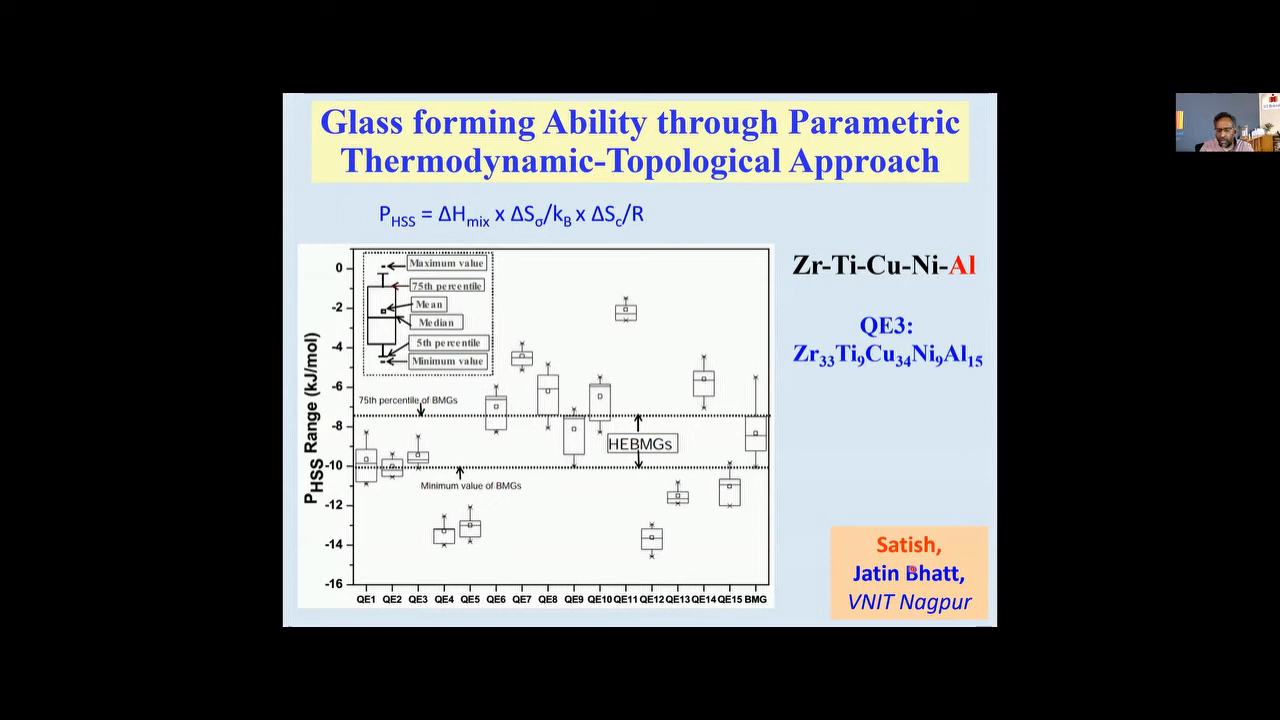 Glass forming Ability through Parametric
Thermodynamic-Topological Approach
P_HSS = ΔH_mix x ΔS_σ/k_B x ΔS_c/R
Zr-Ti-Cu-Ni-Al
QE3:
Zr33Ti9Cu34Ni9Al15
P_HSS Range (kJ/mol)
0
-2
-4
-6
-8
-10
-12
-14
-16
Maximum value
75th percentile
Mean
Median
5th percentile
Minimum value
75th percentile of BMGs
HEBMGs
Minimum value of BMGs
QE1 QE2 QE3 QE4 QE5 QE6 QE7 QE8 QE9 QE10 QE11 QE12 QE13 QE14 QE15 BMG
Satish,
Jatin Bhatt,
VNIT Nagpur